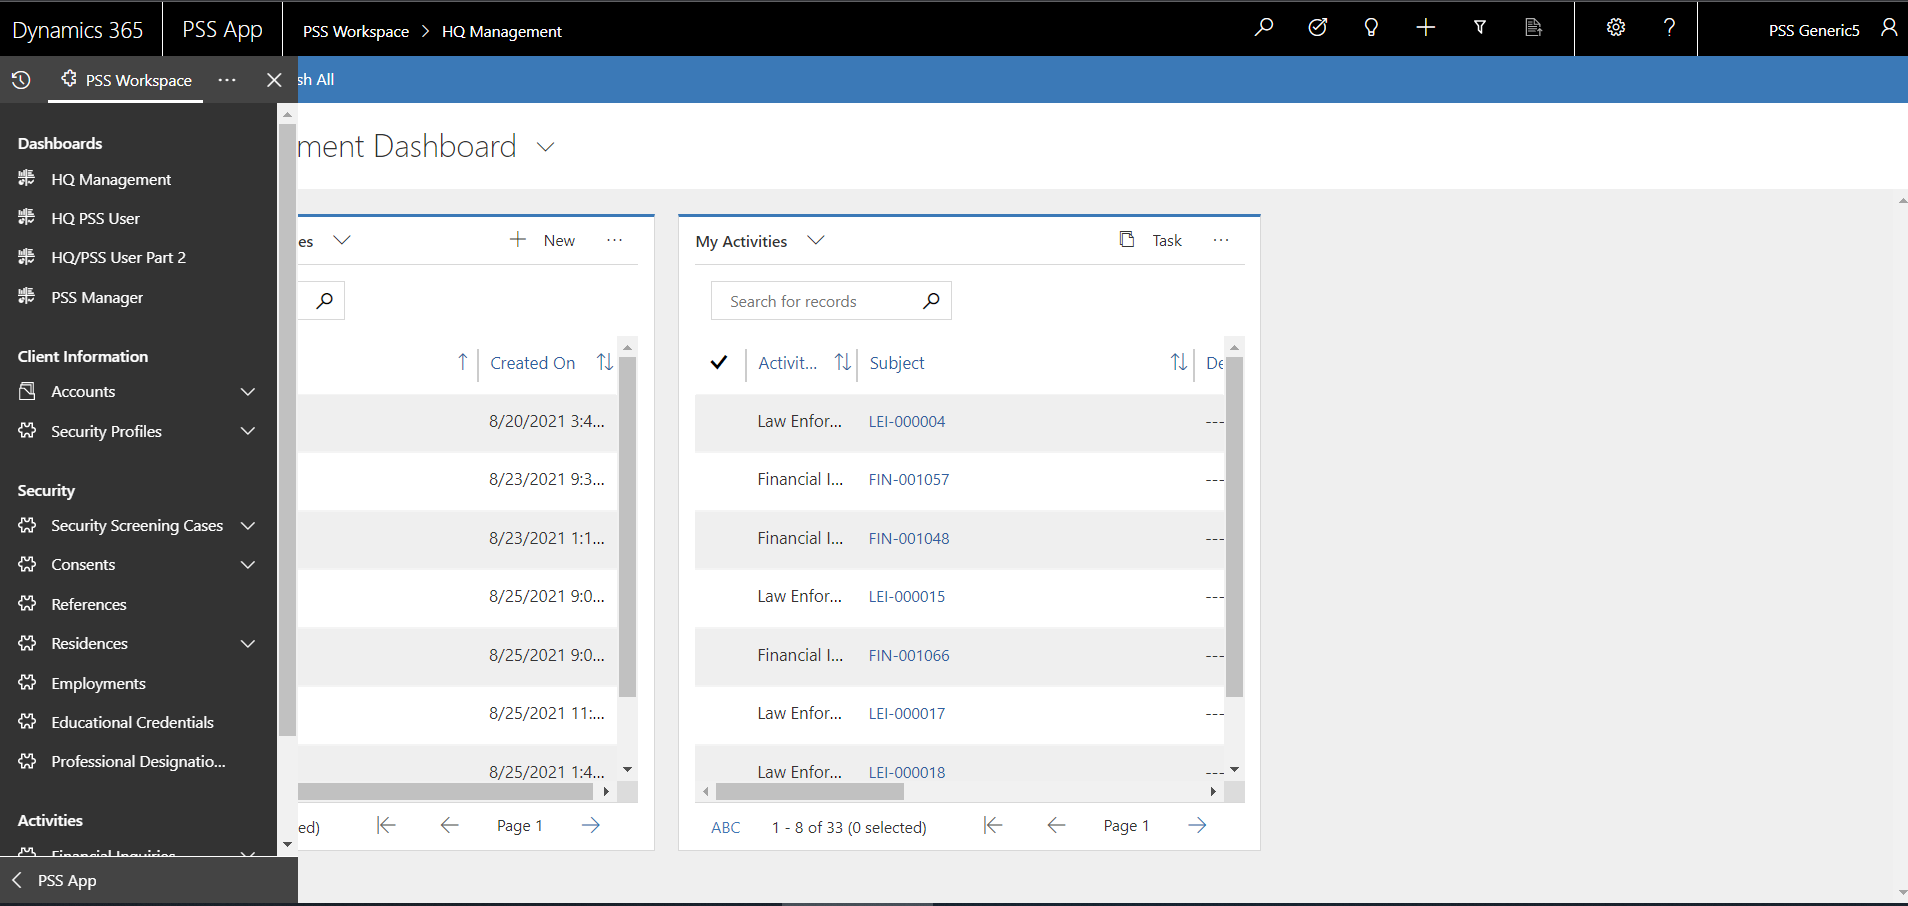 Dynamics 365
PSS App
PSS Workspace > HQ Management
PSS Generic5
PSS Workspace
sh All
Dashboards
HQ Management
HQ PSS User
HQ/PSS User Part 2
PSS Manager
Client Information
Accounts
Security Profiles
Security
Security Screening Cases
Consents
References
Residences
Employments
Educational Credentials
Professional Designatio...
Activities
Financial Inquiries
PSS App
ment Dashboard
es
New
Created On
8/20/2021 3:4...
8/23/2021 9:3...
8/23/2021 1:1...
8/25/2021 9:0...
8/25/2021 9:0...
8/25/2021 11:...
8/25/2021 1:4...
ed)
Page 1
My Activities
Task
Search for records
Activit... Subject De
Law Enfor... LEI-000004 ---
Financial I... FIN-001057 ---
Financial I... FIN-001048 ---
Law Enfor... LEI-000015 ---
Financial I... FIN-001066 ---
Law Enfor... LEI-000017 ---
Law Enfor... LEI-000018 ---
ABC 1 - 8 of 33 (0 selected) Page 1